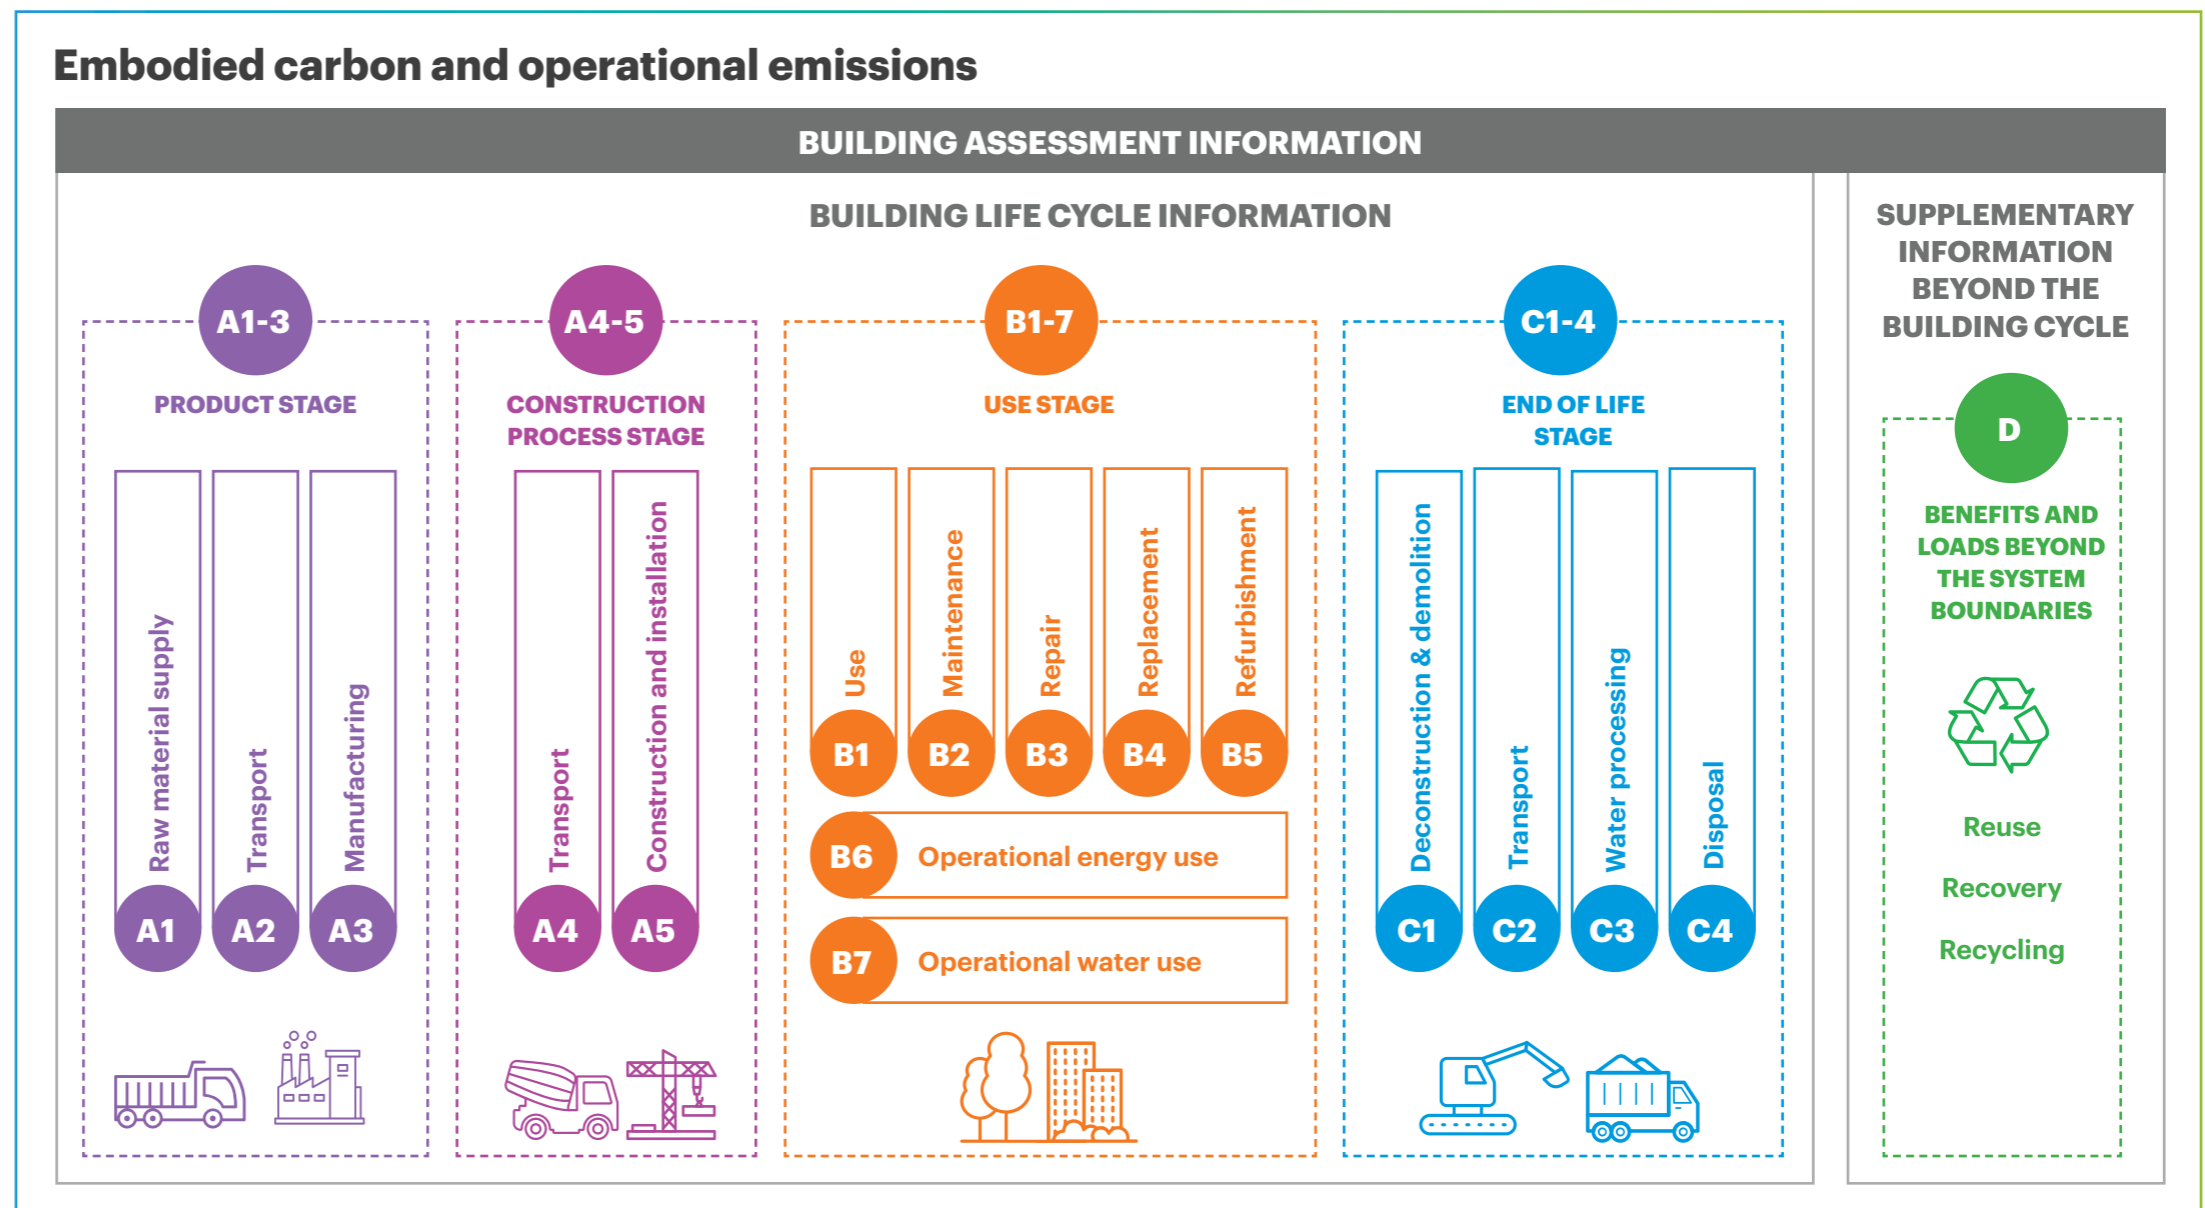 Embodied carbon and operational emissions
BUILDING ASSESSMENT INFORMATION
BUILDING LIFE CYCLE INFORMATION
A1-3
PRODUCT STAGE
Raw material supply
A1
Transport
A2
Manufacturing
A3
A4-5
CONSTRUCTION
PROCESS STAGE
Transport
A4
Construction and installation
A5
B1-7
USE STAGE
Use
B1
Maintenance
B2
Repair
B3
Replacement
B4
Refurbishment
B5
B6
Operational energy use
B7
Operational water use
C1-4
END OF LIFE
STAGE
Deconstruction & demolition
C1
Transport
C2
Water processing
C3
Disposal
C4
SUPPLEMENTARY
INFORMATION
BEYOND THE
BUILDING CYCLE
D
BENEFITS AND
LOADS BEYOND
THE SYSTEM
BOUNDARIES
Reuse
Recovery
Recycling